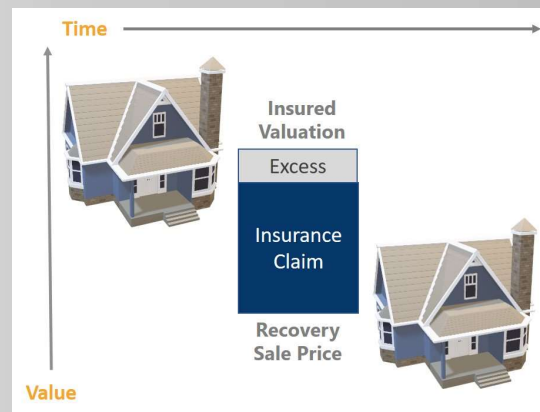 Time
Insured
Valuation
Excess
Insurance
Claim
Recovery
Sale Price
Value